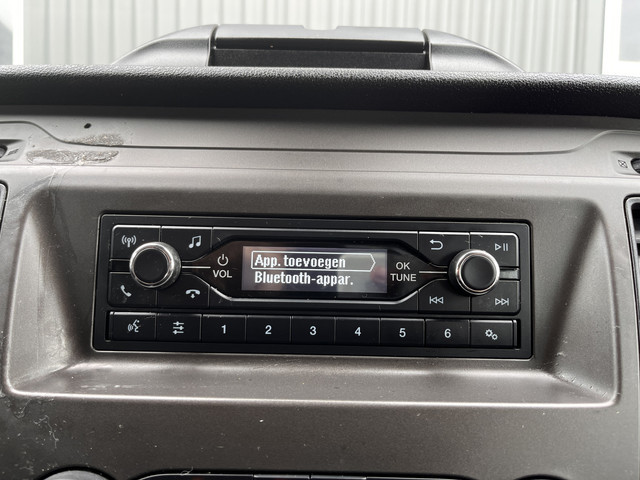 App. toevoegen
Bluetooth-appar.
VOL
OK
TUNE
1 2 3 4 5 6